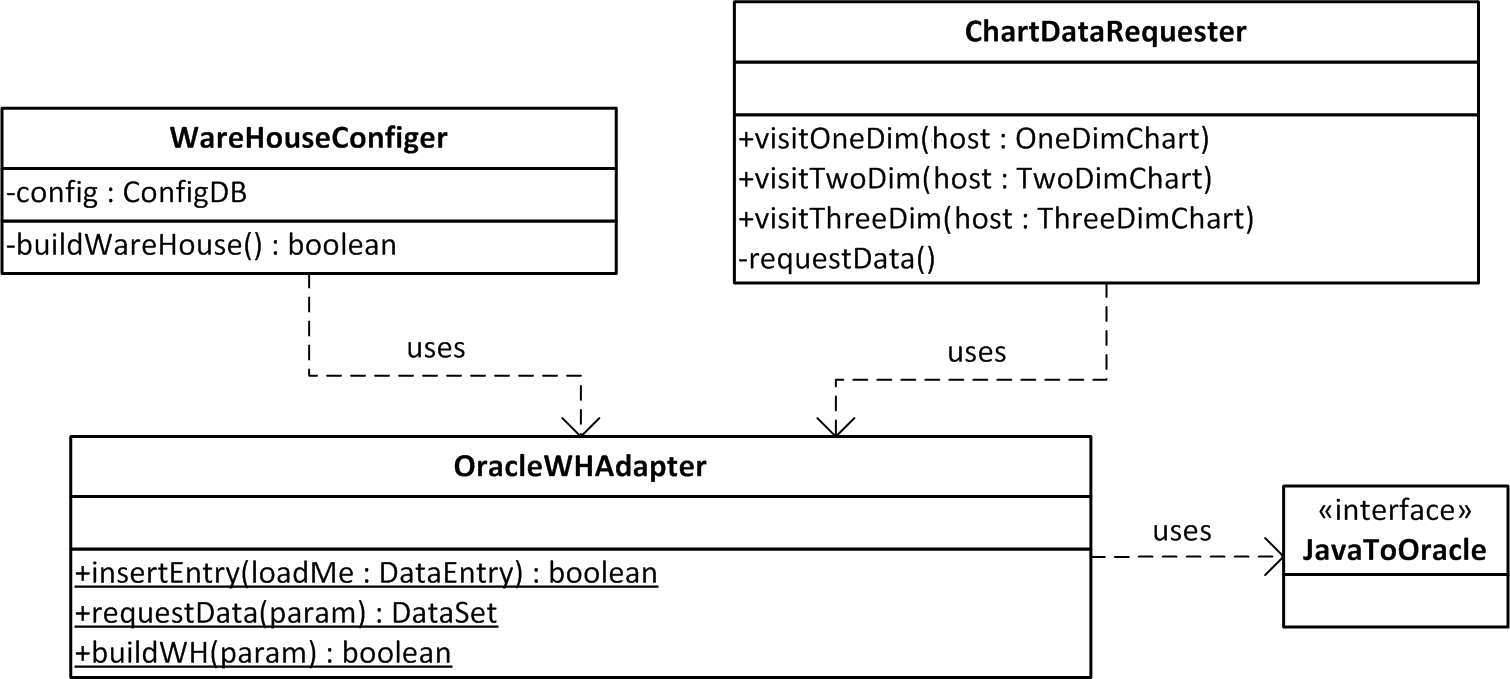 ChartDataRequester
+visitOneDim(host : OneDimChart)
+visitTwoDim(host : TwoDimChart)
+visitThreeDim(host : ThreeDimChart)
-requestData()
WareHouseConfiger
-config : ConfigDB
-buildWareHouse() : boolean
uses
uses
OracleWHAdapter
+insertEntry(loadMe : DataEntry) : boolean
+requestData(param) : DataSet
+buildWH(param) : boolean
uses
«interface»
JavaToOracle